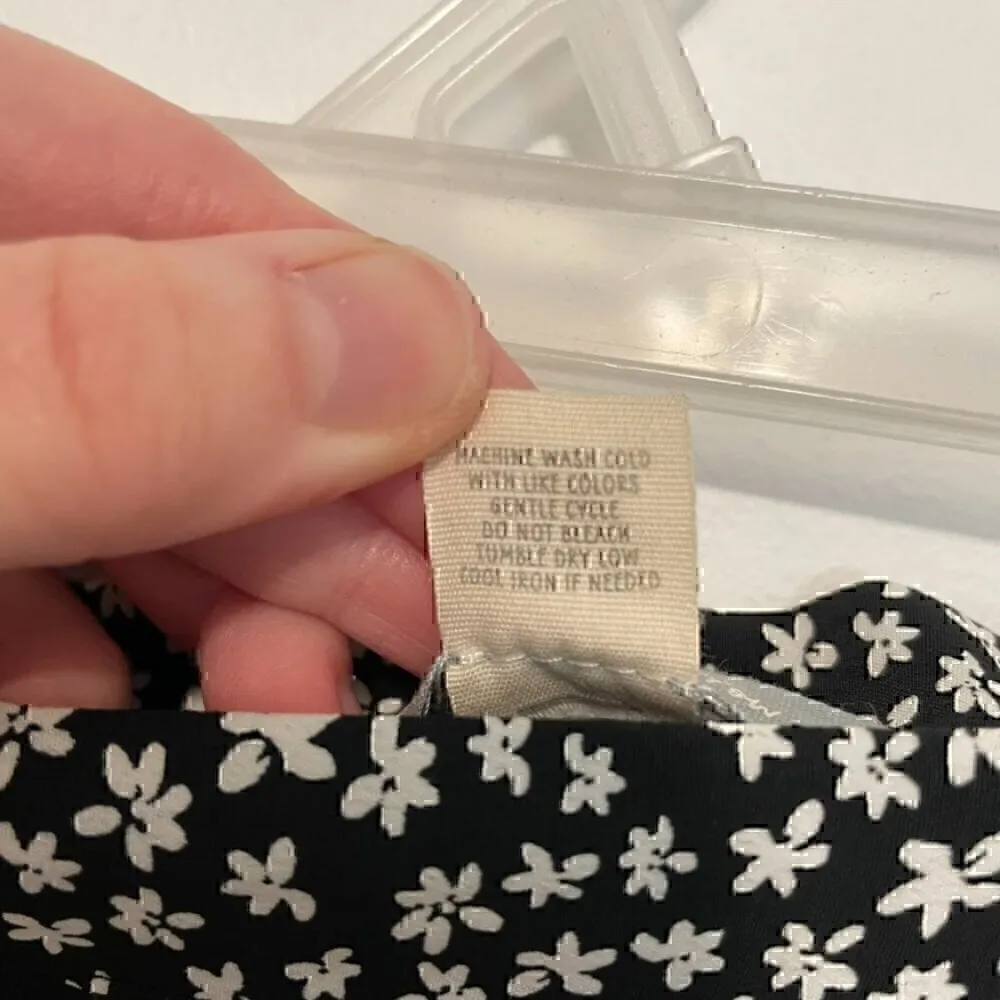 MACHINE WASH COLD
WITH LIKE COLORS
GENTLE CYCLE
DO NOT BLEACH
TUMBLE DRY LOW
COOL IRON IF NEEDED